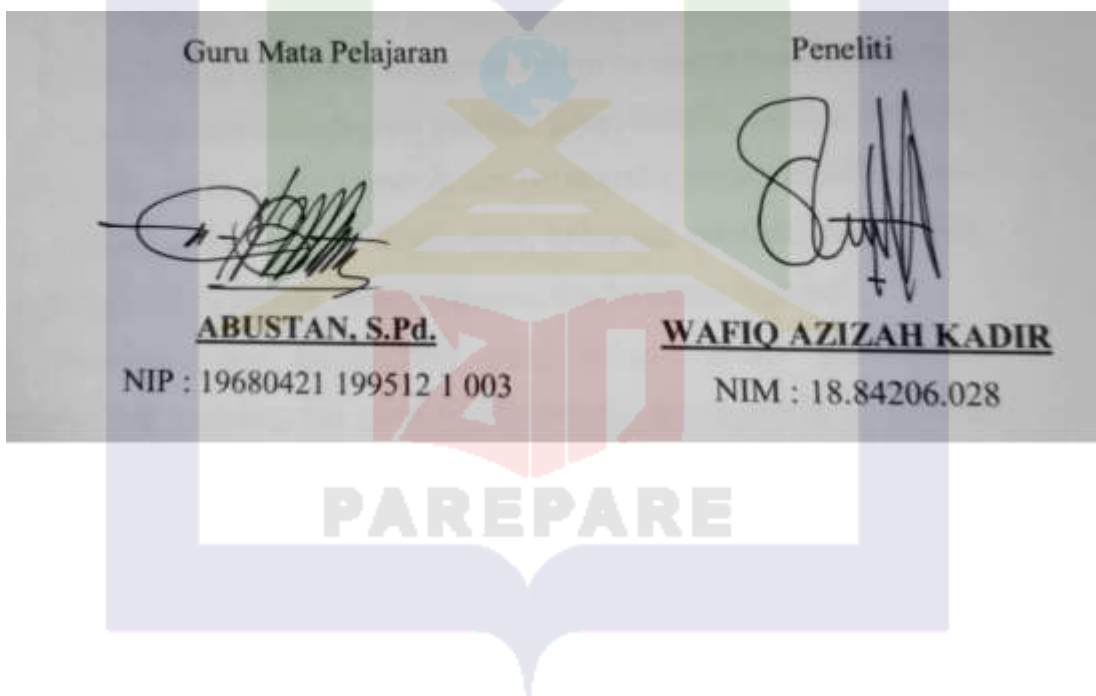 Guru Mata Pelajaran
Peneliti
ABUSTAN, S.Pd.
WAFIQ AZIZAH KADIR
NIP : 19680421 199512 1 003
NIM : 18.84206.028
PAREPARE